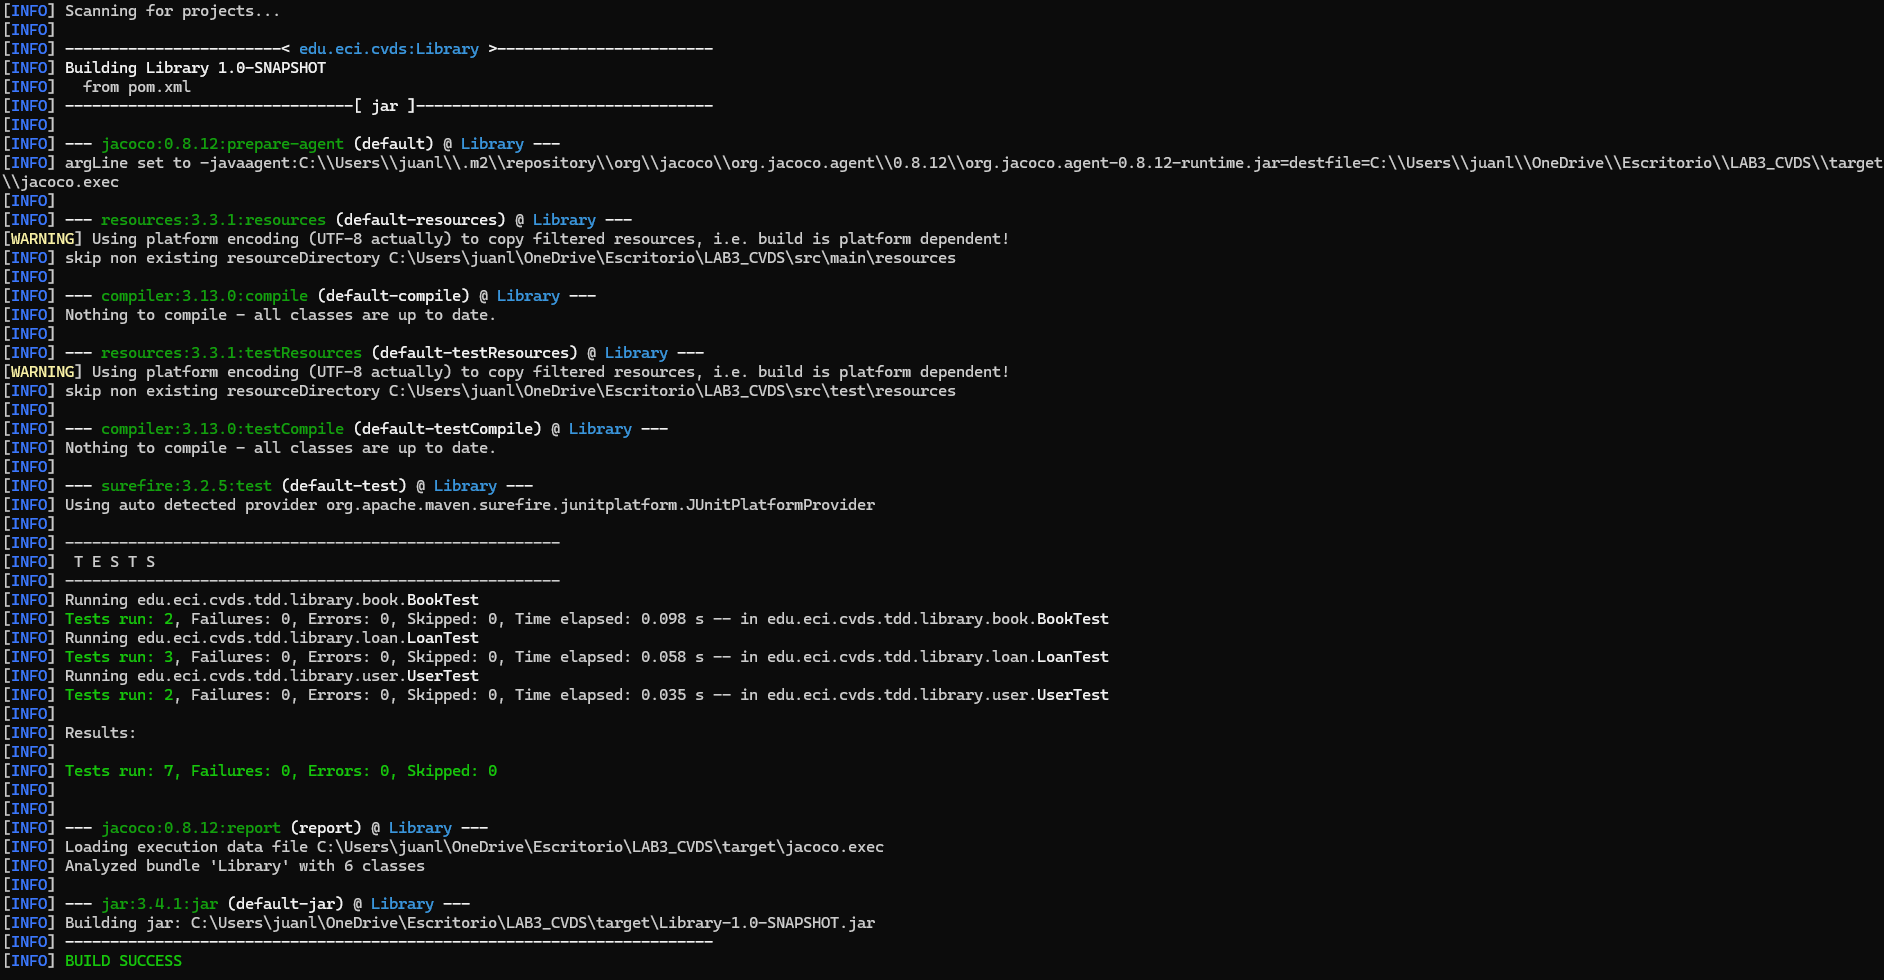 [INFO] Scanning for projects...
[INFO]
[INFO] ------------------------< edu.eci.cvds:Library >------------------------
[INFO] Building Library 1.0-SNAPSHOT
[INFO]   from pom.xml
[INFO] --------------------------------[ jar ]---------------------------------
[INFO]
[INFO] --- jacoco:0.8.12:prepare-agent (default) @ Library ---
[INFO] argLine set to -javaagent:C:\\Users\\juanl\\.m2\\repository\\org\\jacoco\\org.jacoco.agent\\0.8.12\\org.jacoco.agent-0.8.12-runtime.jar=destfile=C:\\Users\\juanl\\OneDrive\\Escritorio\\LAB3_CVDS\\target
\\jacoco.exec
[INFO]
[INFO] --- resources:3.3.1:resources (default-resources) @ Library ---
[WARNING] Using platform encoding (UTF-8 actually) to copy filtered resources, i.e. build is platform dependent!
[INFO] skip non existing resourceDirectory C:\Users\juanl\OneDrive\Escritorio\LAB3_CVDS\src\main\resources
[INFO]
[INFO] --- compiler:3.13.0:compile (default-compile) @ Library ---
[INFO] Nothing to compile - all classes are up to date.
[INFO]
[INFO] --- resources:3.3.1:testResources (default-testResources) @ Library ---
[WARNING] Using platform encoding (UTF-8 actually) to copy filtered resources, i.e. build is platform dependent!
[INFO] skip non existing resourceDirectory C:\Users\juanl\OneDrive\Escritorio\LAB3_CVDS\src\test\resources
[INFO]
[INFO] --- compiler:3.13.0:testCompile (default-testCompile) @ Library ---
[INFO] Nothing to compile - all classes are up to date.
[INFO]
[INFO] --- surefire:3.2.5:test (default-test) @ Library ---
[INFO] Using auto detected provider org.apache.maven.surefire.junitplatform.JUnitPlatformProvider
[INFO]
[INFO] -------------------------------------------------------
[INFO]  T E S T S
[INFO] -------------------------------------------------------
[INFO] Running edu.eci.cvds.tdd.library.book.BookTest
[INFO] Tests run: 2, Failures: 0, Errors: 0, Skipped: 0, Time elapsed: 0.098 s -- in edu.eci.cvds.tdd.library.book.BookTest
[INFO] Running edu.eci.cvds.tdd.library.loan.LoanTest
[INFO] Tests run: 3, Failures: 0, Errors: 0, Skipped: 0, Time elapsed: 0.058 s -- in edu.eci.cvds.tdd.library.loan.LoanTest
[INFO] Running edu.eci.cvds.tdd.library.user.UserTest
[INFO] Tests run: 2, Failures: 0, Errors: 0, Skipped: 0, Time elapsed: 0.035 s -- in edu.eci.cvds.tdd.library.user.UserTest
[INFO]
[INFO] Results:
[INFO]
[INFO] Tests run: 7, Failures: 0, Errors: 0, Skipped: 0
[INFO]
[INFO]
[INFO] --- jacoco:0.8.12:report (report) @ Library ---
[INFO] Loading execution data file C:\Users\juanl\OneDrive\Escritorio\LAB3_CVDS\target\jacoco.exec
[INFO] Analyzed bundle 'Library' with 6 classes
[INFO]
[INFO] --- jar:3.4.1:jar (default-jar) @ Library ---
[INFO] Building jar: C:\Users\juanl\OneDrive\Escritorio\LAB3_CVDS\target\Library-1.0-SNAPSHOT.jar
[INFO] ------------------------------------------------------------------------
[INFO] BUILD SUCCESS